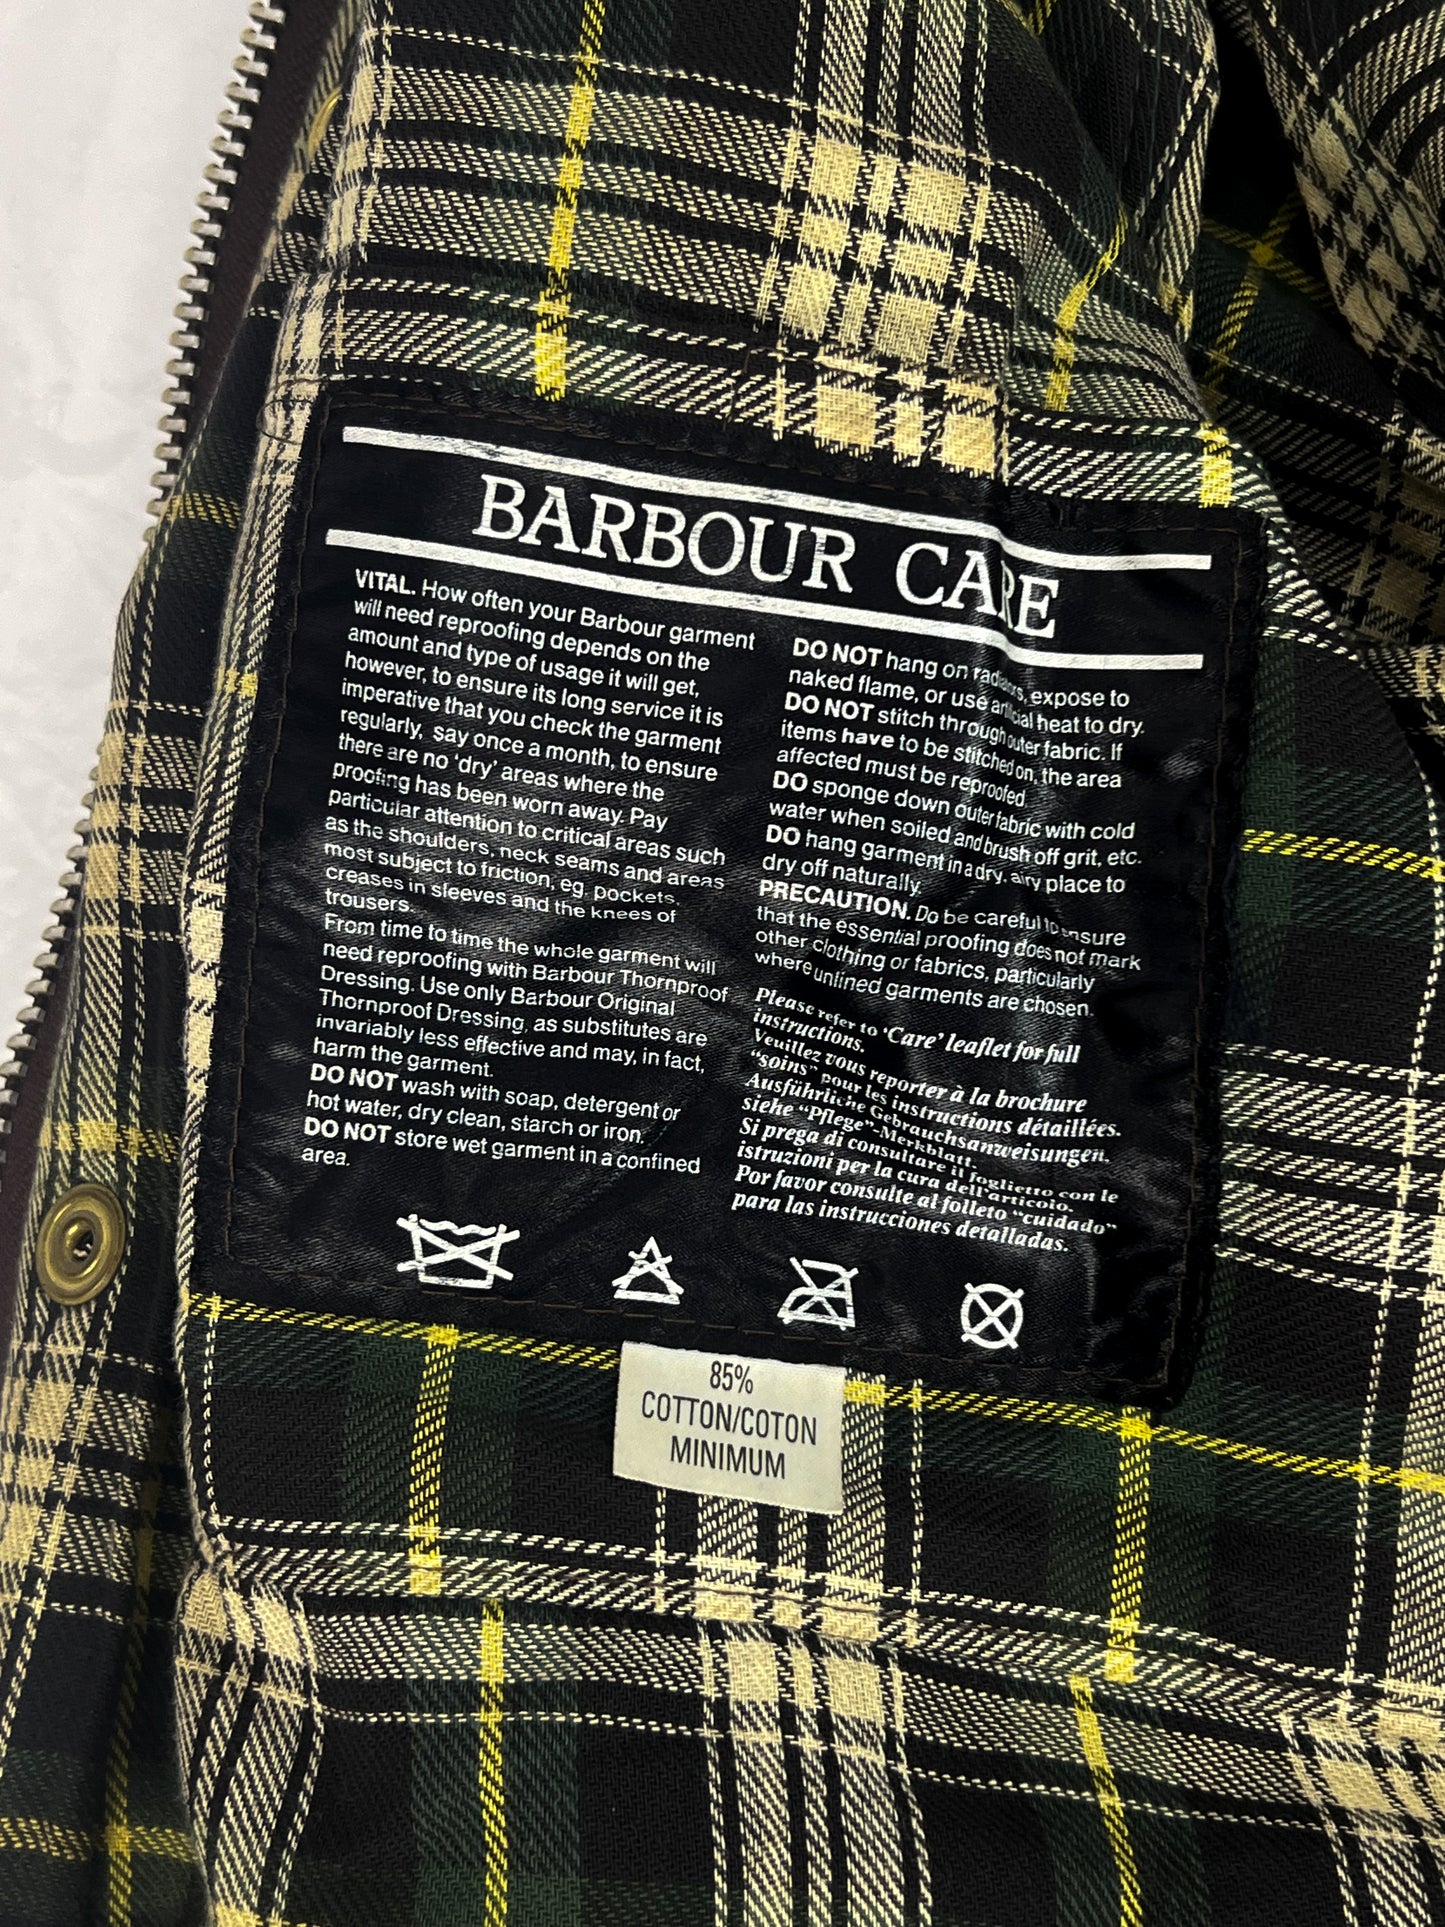 BARBOUR CARE
VITAL. How often your Barbour garment
will need reproofing depends on the
amount and type of usage it will get,
however, to ensure its long service it is
imperative that you check the garment
regularly, say once a month, to ensure
there are no 'dry' areas where the
proofing has been worn away. Pay
particular attention to critical areas such
as the shoulders, neck seams and areas
most subject to friction, eg. pockets,
creases in sleeves and the knees of
trousers.
From time to time the whole garment will
need reproofing with Barbour Thornproof
Dressing. Use only Barbour Original
Thornproof Dressing, as substitutes are
invariably less effective and may, in fact,
harm the garment.
DO NOT wash with soap, detergent or
hot water, dry clean, starch or iron.
DO NOT store wet garment in a confined
area.
DO NOT hang on radiators, expose to
naked flame, or use artificial heat to dry.
DO NOT stitch through outer fabric. If
items have to be stitched on, the area
affected must be reproofed.
DO sponge down outer fabric with cold
water when soiled and brush off grit, etc.
DO hang garment in a dry, airy place to
dry off naturally.
PRECAUTION. Do be careful to ensure
that the essential proofing does not mark
other clothing or fabrics, particularly
where unlined garments are chosen.
Please refer to 'Care' leaflet for full
instructions.
Veuillez vous reporter à la brochure
"soins" pour les instructions détaillées.
Ausführliche Gebrauchsanweisungen,
siehe "Pflege"-Merkblatt.
Si prega di consultare il foglietto con le
istruzioni per la cura dell'articolo.
Por favor consulte al folleto "cuidado"
para las instrucciones detalladas.
85%
COTTON/COTON
MINIMUM